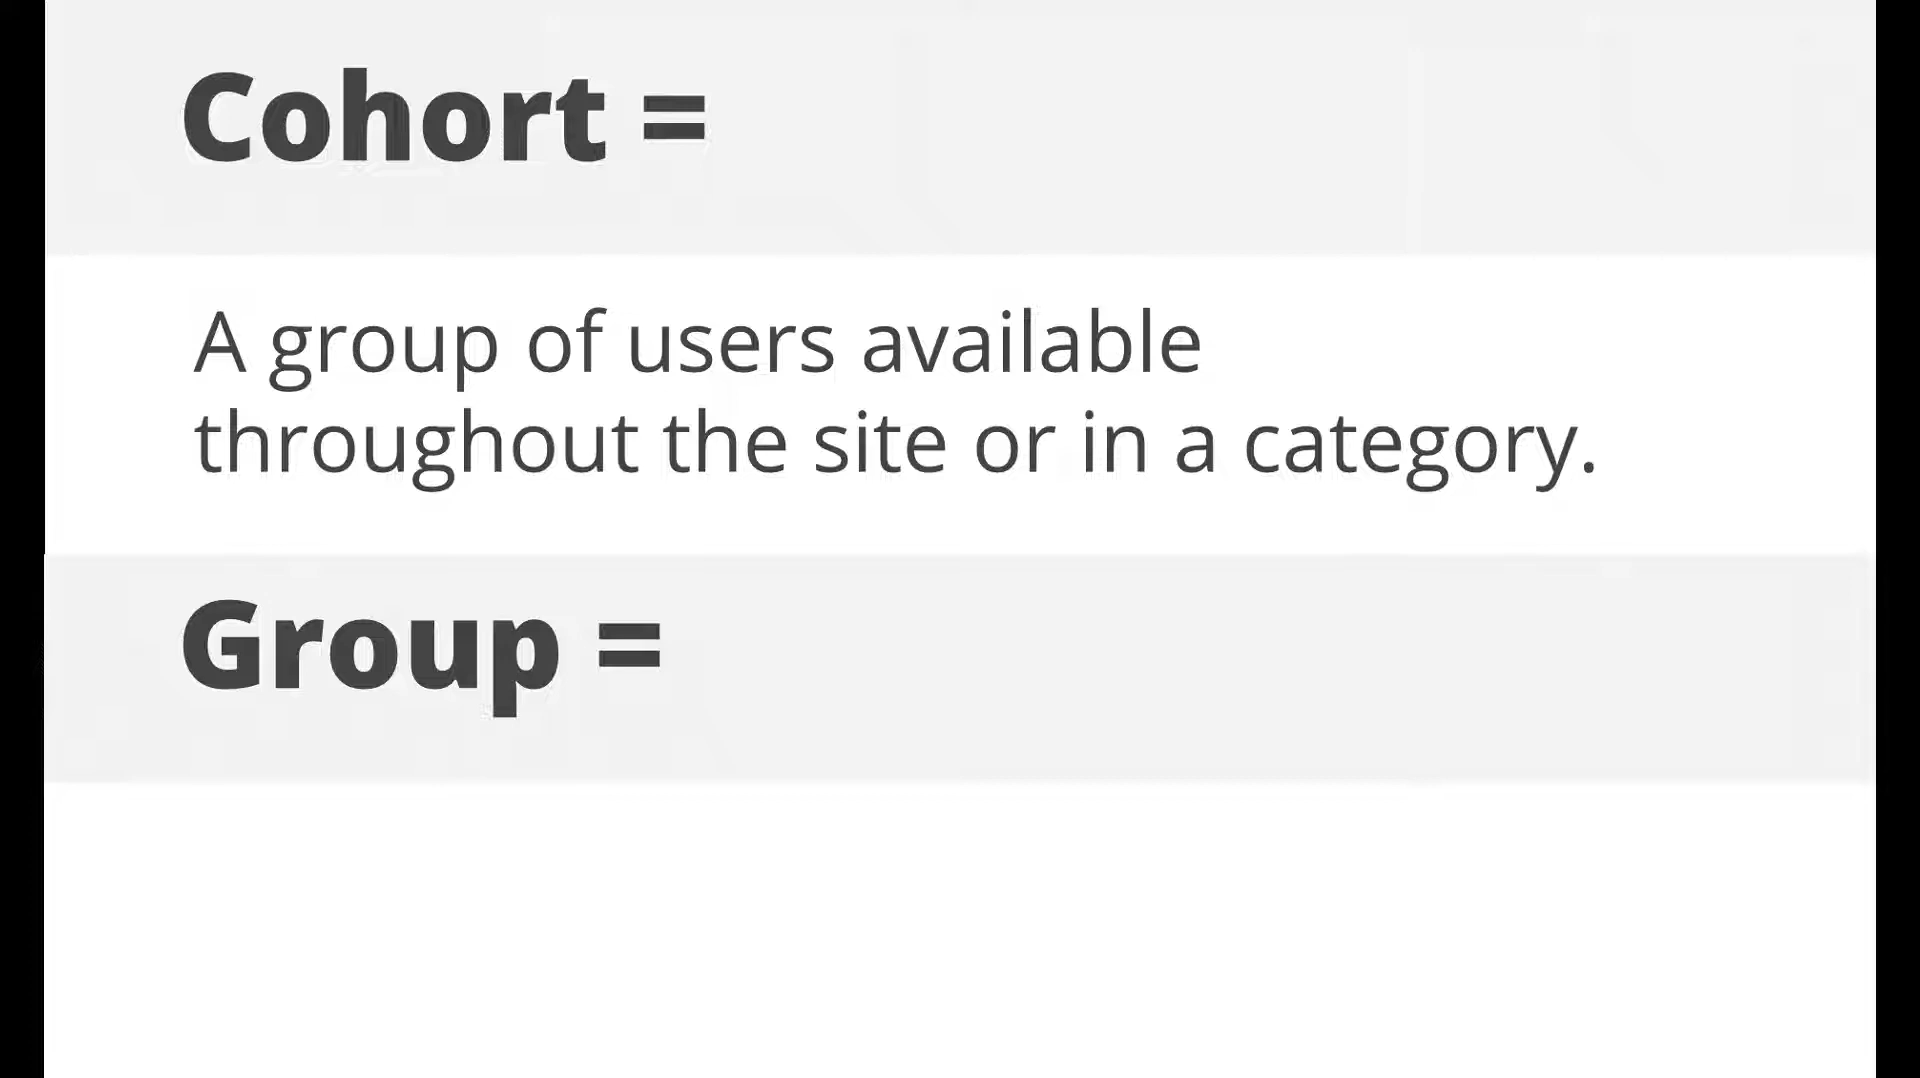 Cohort =
A group of users available
throughout the site or in a category.
Group =